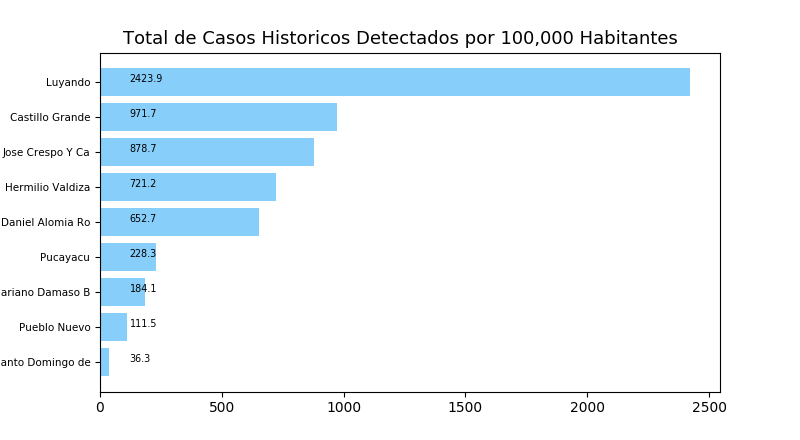 Total de Casos Historicos Detectados por 100,000 Habitantes
Luyando 2423.9
Castillo Grande 971.7
Jose Crespo Y Ca 878.7
Hermilio Valdiza 721.2
Daniel Alomia Ro 652.7
Pucayacu 228.3
ariano Damaso B 184.1
Pueblo Nuevo 111.5
anto Domingo de 36.3
0 500 1000 1500 2000 2500